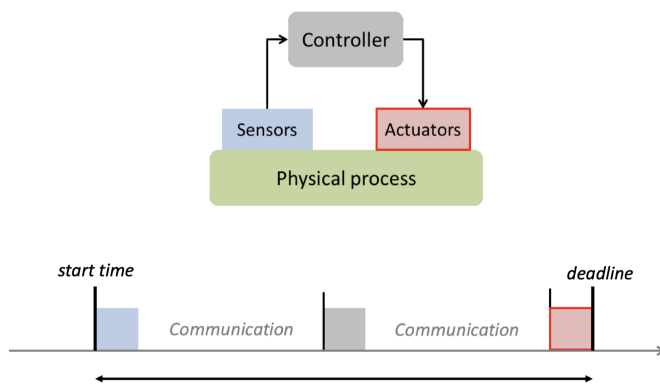 Controller
Sensors
Actuators
Physical process
start time
deadline
Communication
Communication